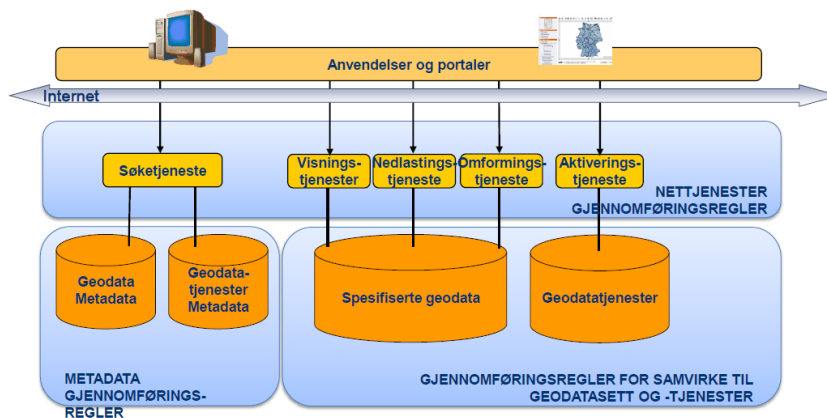 Anvendelser og portaler
Internet
Søketjeneste
Visnings-
tjenester
Nedlastings-
tjeneste
Omformings-
tjeneste
Aktiverings-
tjeneste
NETTJENESTER
GJENNOMFØRINGSREGLER
Geodata
Metadata
Geodata-
tjenester
Metadata
Spesifiserte geodata
Geodatatjenester
METADATA
GJENNOMFØRINGS-
REGLER
GJENNOMFØRINGSREGLER FOR SAMVIRKE TIL
GEODATASETT OG -TJENESTER